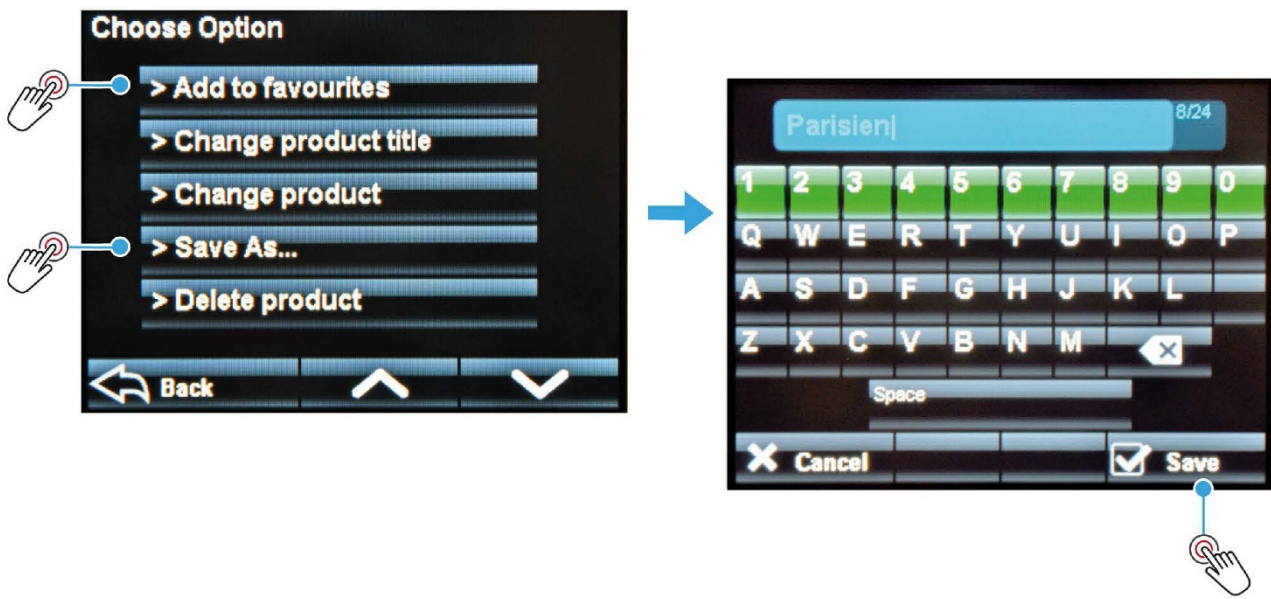 Choose Option
> Add to favourites
> Change product title
> Change product
> Save As...
> Delete product
Back
Parisien|
8/24
1 2 3 4 5 6 7 8 9 0
Q W E R T Y U I O P
A S D F G H J K L
Z X C V B N M
Space
Cancel Save